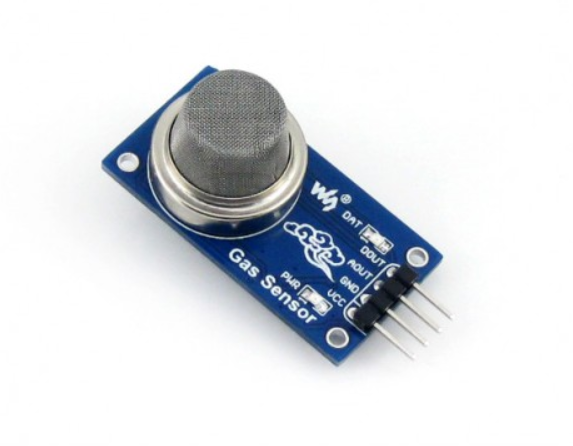 W®
DAT
DOUT
AOUT
GND
VCC
PWR
Gas Sensor